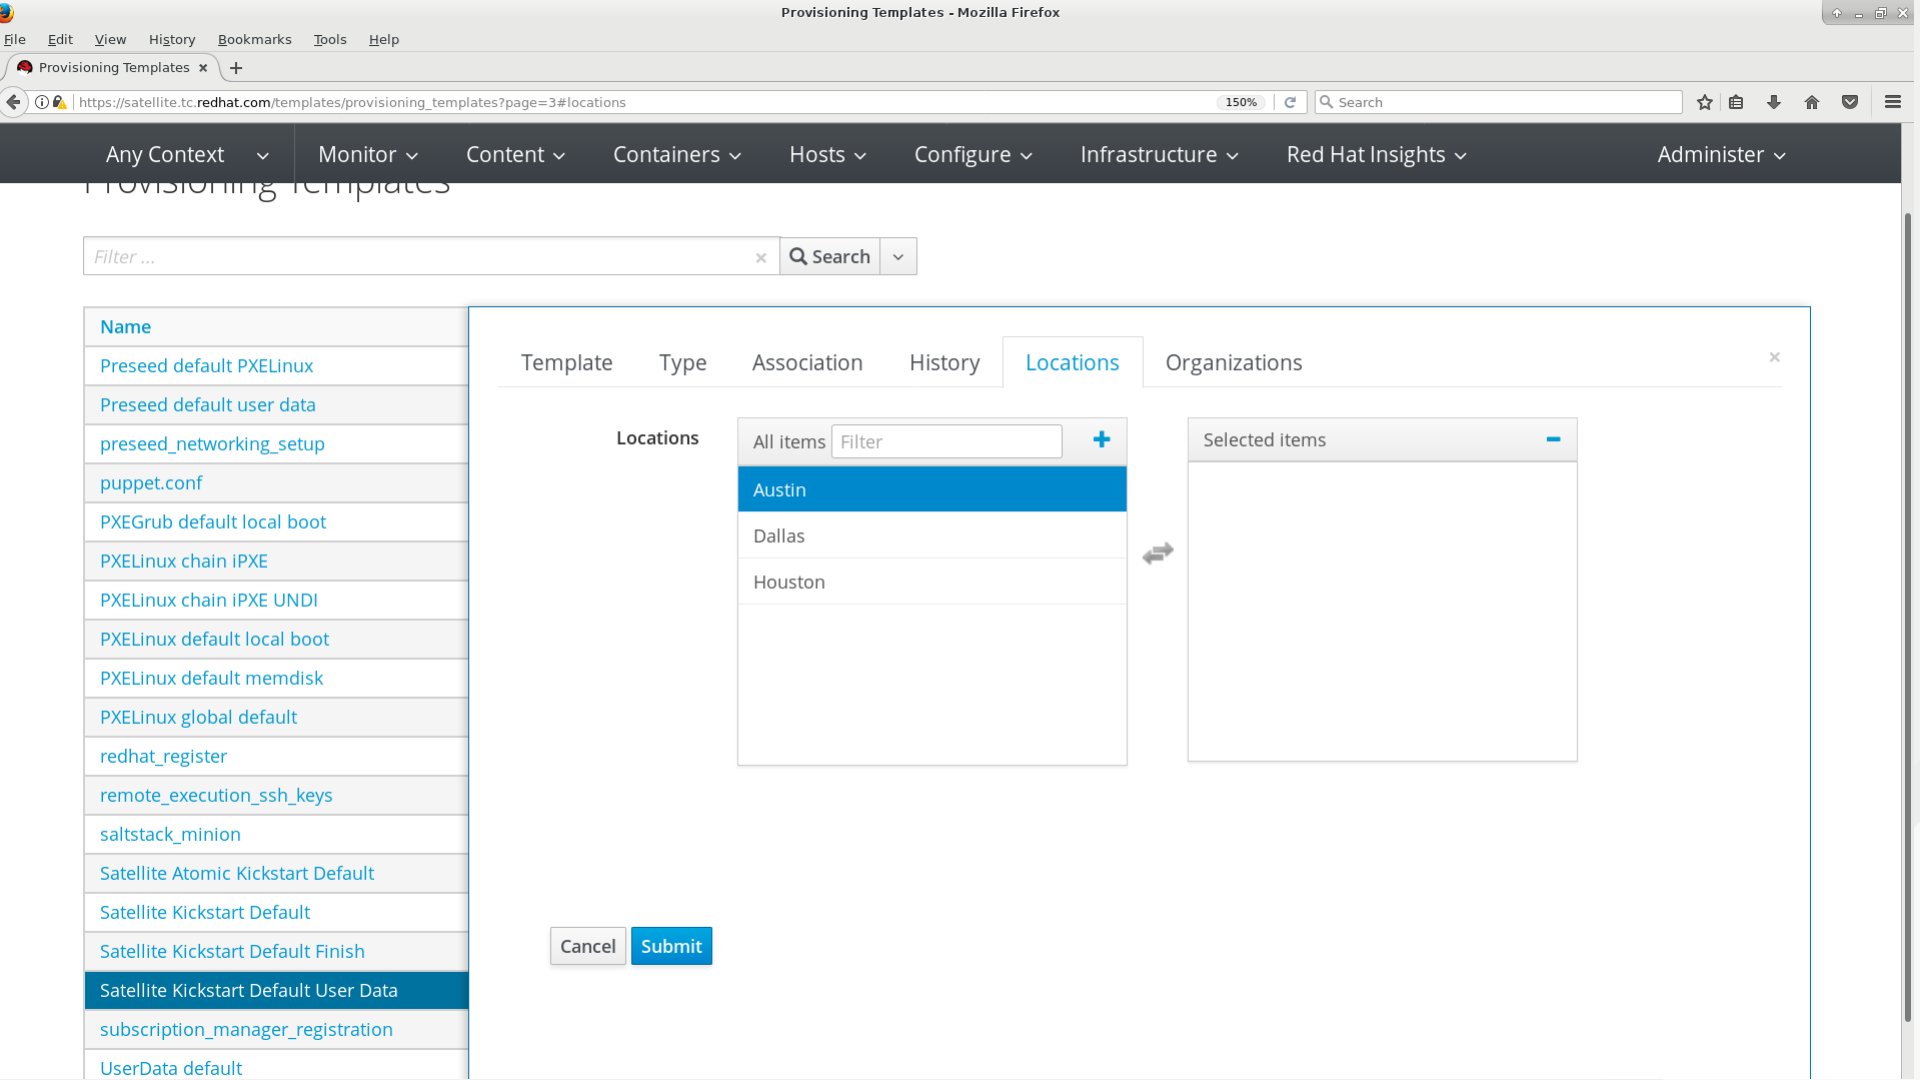 Provisioning Templates - Mozilla Firefox
File Edit View History Bookmarks Tools Help
Provisioning Templates
https://satellite.tc.redhat.com/templates/provisioning_templates?page=3#locations 150% Search
Any Context Monitor Content Containers Hosts Configure Infrastructure Red Hat Insights Administer
Provisioning Templates
Filter ... Search
Name
Preseed default PXELinux
Preseed default user data
preseed_networking_setup
puppet.conf
PXEGrub default local boot
PXELinux chain iPXE
PXELinux chain iPXE UNDI
PXELinux default local boot
PXELinux default memdisk
PXELinux global default
redhat_register
remote_execution_ssh_keys
saltstack_minion
Satellite Atomic Kickstart Default
Satellite Kickstart Default
Satellite Kickstart Default Finish
Satellite Kickstart Default User Data
subscription_manager_registration
UserData default
Template Type Association History Locations Organizations
Locations
All items Filter
Austin
Dallas
Houston
Selected items
Cancel Submit